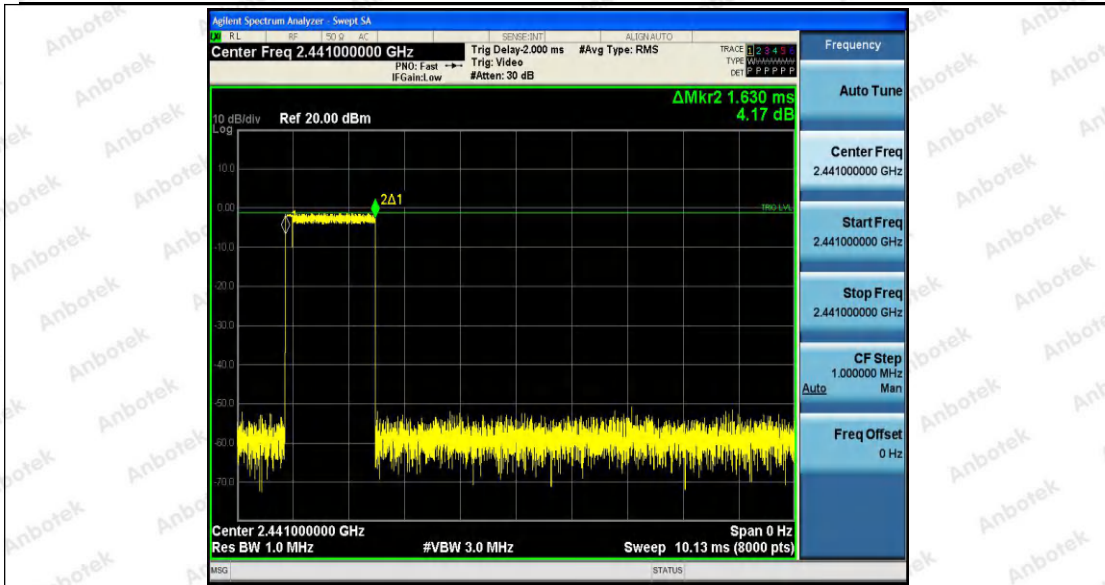 Agilent Spectrum Analyzer - Swept SA
RL RF 50 Ω AC SENSE:INT ALIGN AUTO
Center Freq 2.441000000 GHz
PNO: Fast
IFGain:Low
Trig Delay-2.000 ms
Trig: Video
#Atten: 30 dB
#Avg Type: RMS
TRACE 1 2 3 4 5 6
TYPE
DET P P P P P P
ΔMkr2 1.630 ms
4.17 dB
10 dB/div Ref 20.00 dBm
Log
10.0
0.00
-10.0
-20.0
-30.0
-40.0
-50.0
-60.0
-70.0
2Δ1
TRIG LVL
Center 2.441000000 GHz
Span 0 Hz
Res BW 1.0 MHz
#VBW 3.0 MHz
Sweep 10.13 ms (8000 pts)
MSG
STATUS
Frequency
Auto Tune
Center Freq
2.441000000 GHz
Start Freq
2.441000000 GHz
Stop Freq
2.441000000 GHz
CF Step
1.000000 MHz
Auto Man
Freq Offset
0 Hz
Anbotek